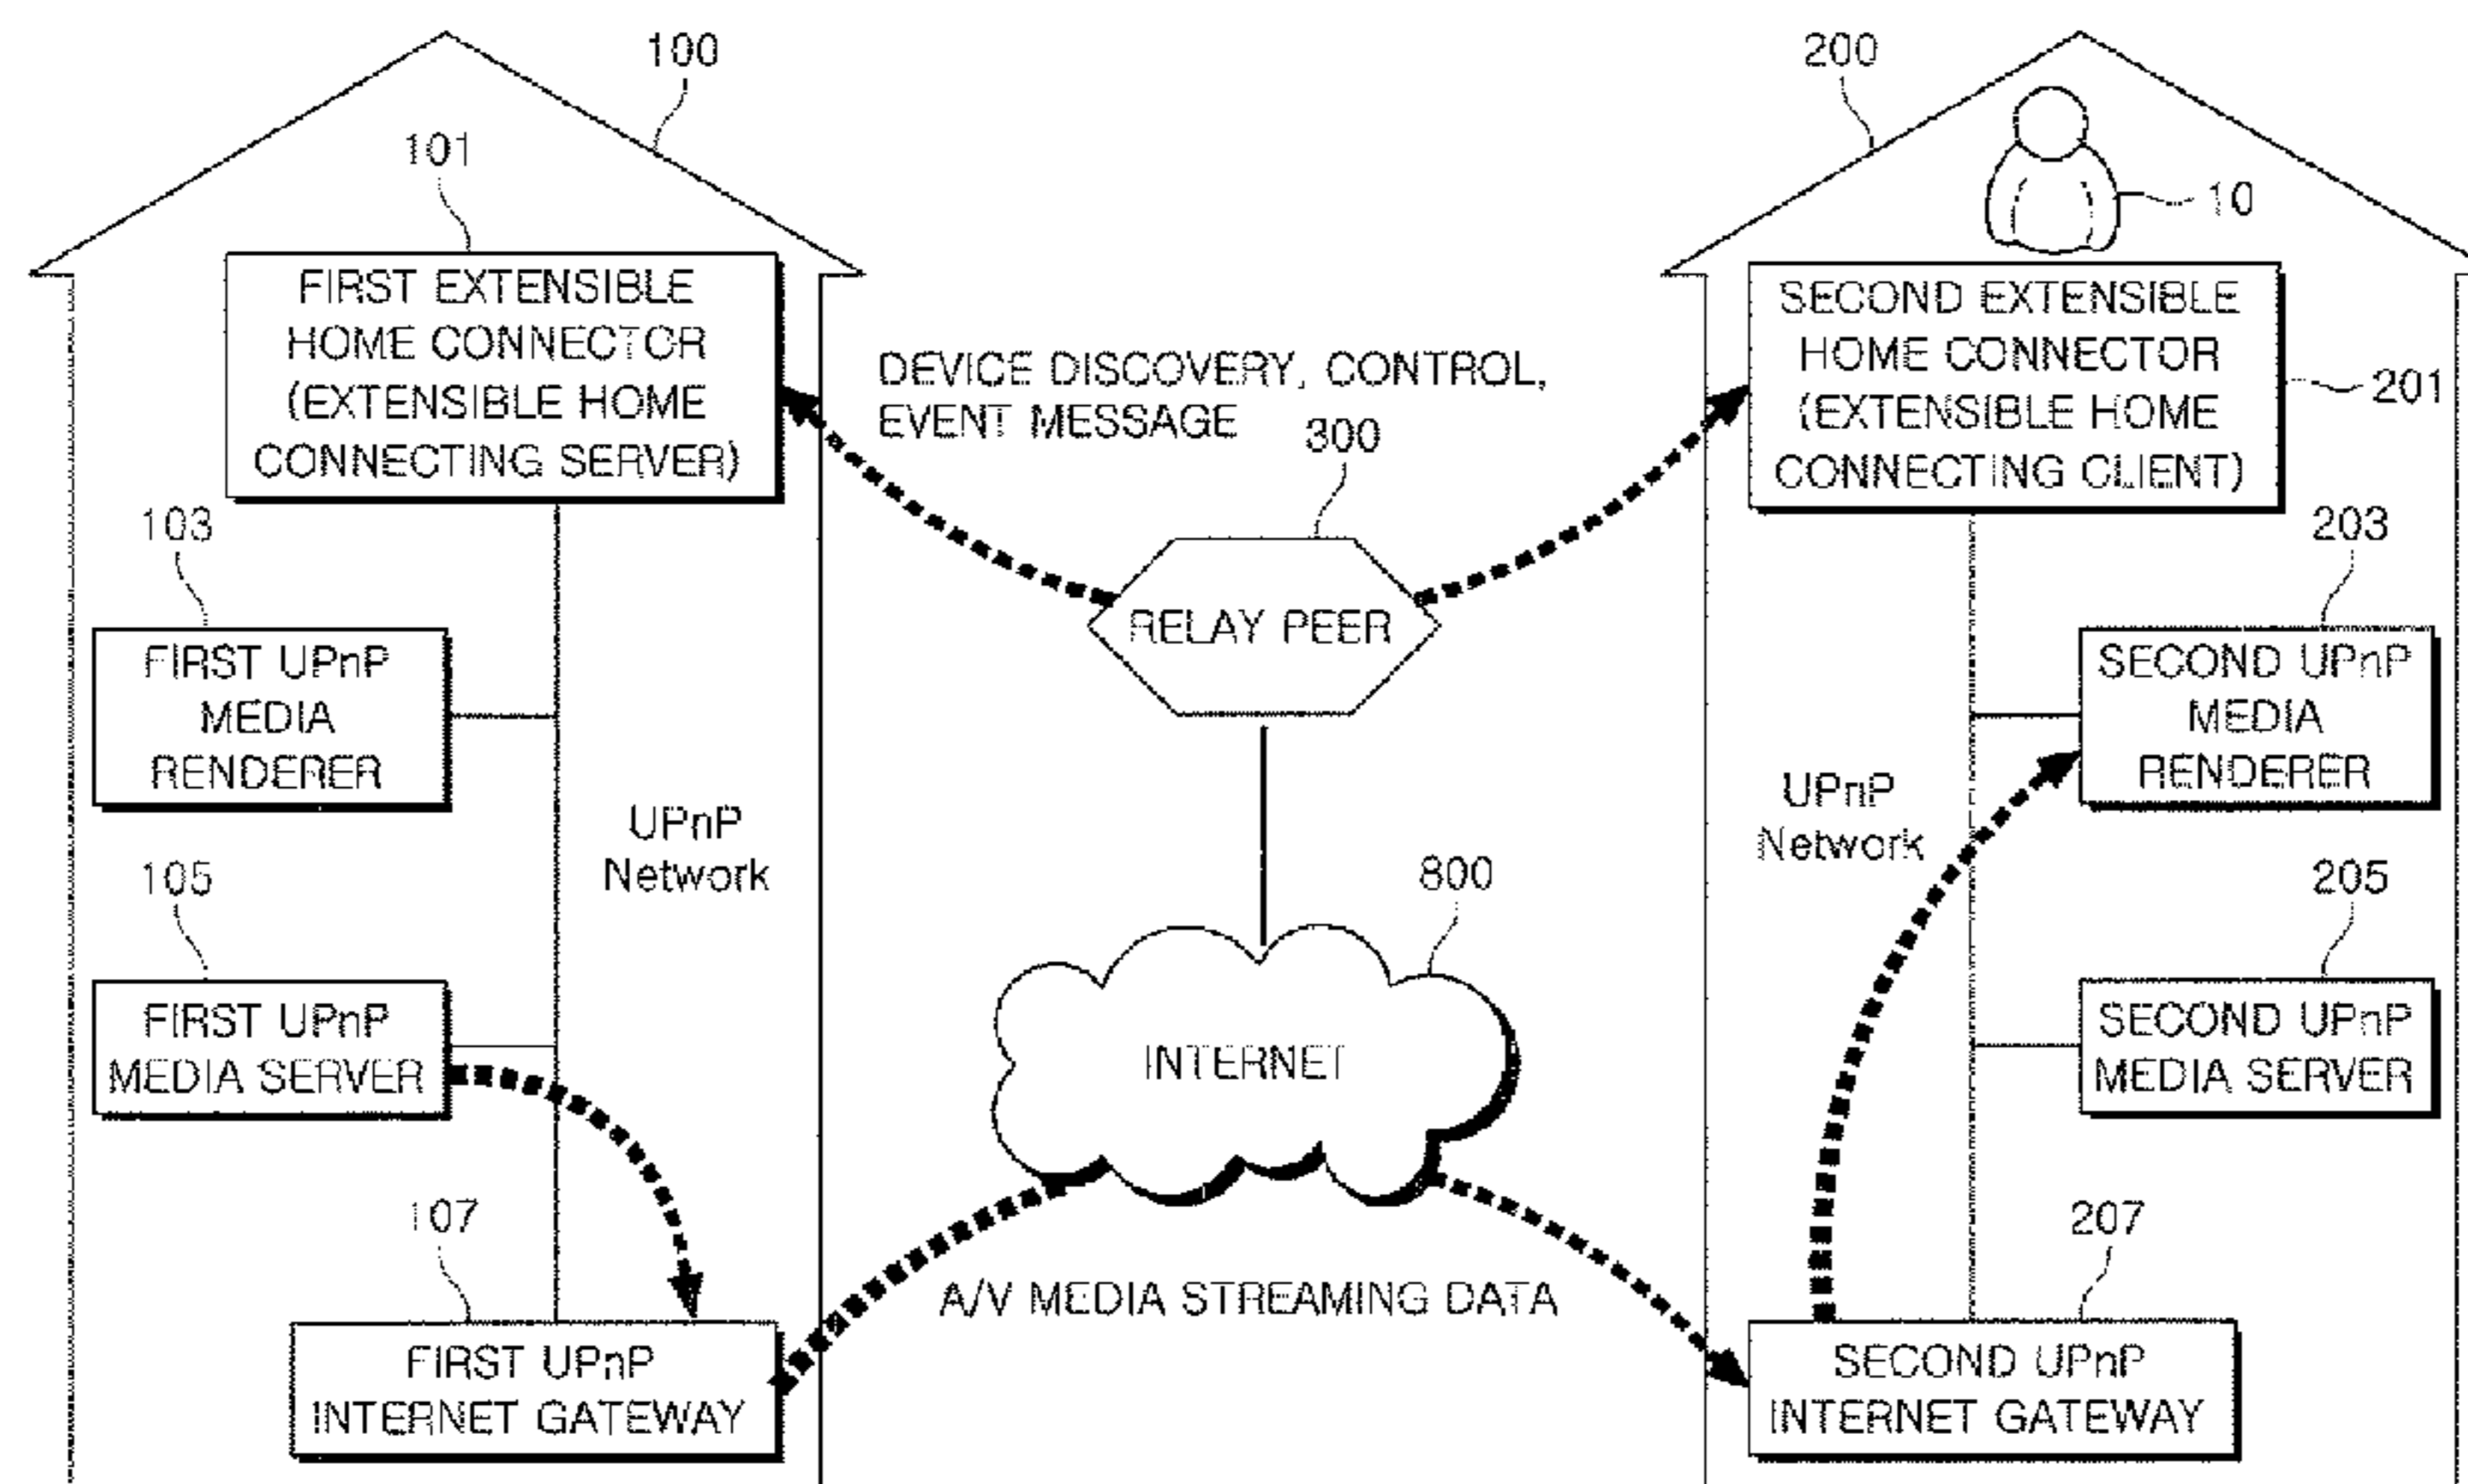 100
200
101
10
FIRST EXTENSIBLE
HOME CONNECTOR
(EXTENSIBLE HOME
CONNECTING SERVER)
SECOND EXTENSIBLE
HOME CONNECTOR
(EXTENSIBLE HOME
CONNECTING CLIENT)
201
DEVICE DISCOVERY, CONTROL,
EVENT MESSAGE
300
103
203
RELAY PEER
FIRST UPnP
MEDIA
RENDERER
SECOND UPnP
MEDIA
RENDERER
UPnP
Network
UPnP
Network
105
800
205
FIRST UPnP
MEDIA SERVER
INTERNET
SECOND UPnP
MEDIA SERVER
107
207
A/V MEDIA STREAMING DATA
FIRST UPnP
INTERNET GATEWAY
SECOND UPnP
INTERNET GATEWAY